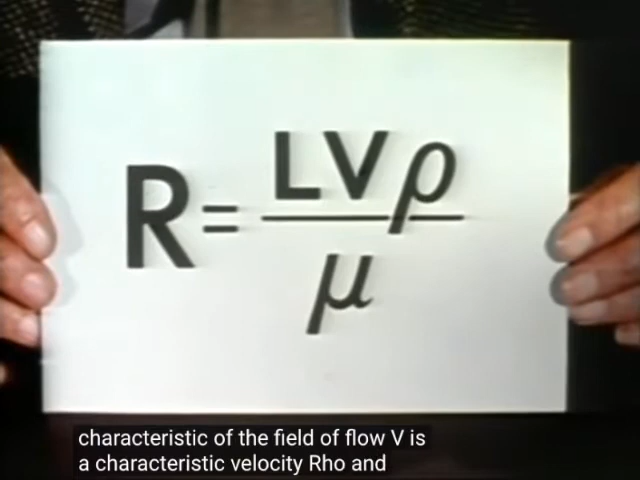 R = LVρ
μ
characteristic of the field of flow V is
a characteristic velocity Rho and